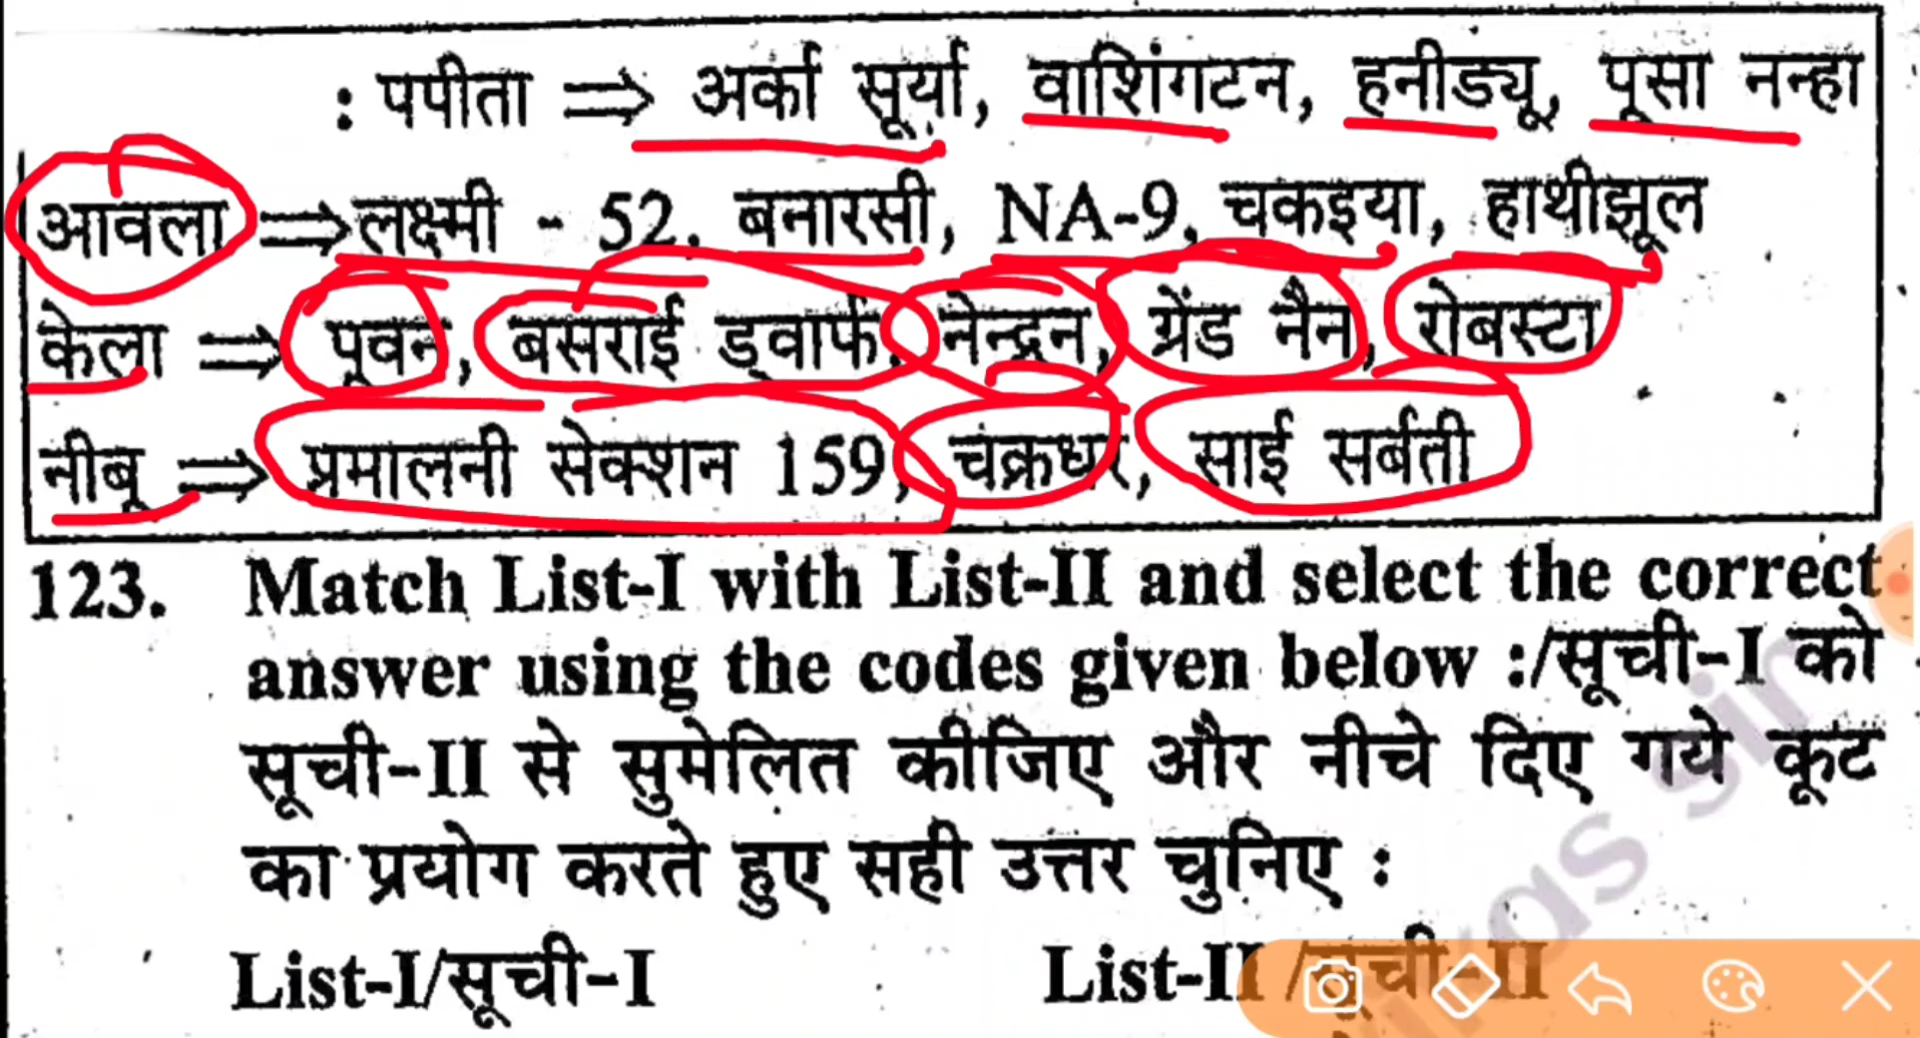 : पपीता ⇒ अर्का सूर्या, वाशिंगटन, हनीड्यू, पूसा नन्हा
आवला ⇒ लक्ष्मी - 52, बनारसी, NA-9, चकइया, हाथीझूल
केला ⇒ पूवन, बसराई ड्वार्फ, नेन्द्रन, ग्रेंड नैन, रोबस्टा
नीबू ⇒ प्रमालनी सेक्शन 159, चक्रधर, साई सर्बती
123. Match List-I with List-II and select the correct
answer using the codes given below :/सूची-I को
सूची-II से सुमेलित कीजिए और नीचे दिए गये कूट
का प्रयोग करते हुए सही उत्तर चुनिए :
List-I/सूची-I List-II /सूची-II